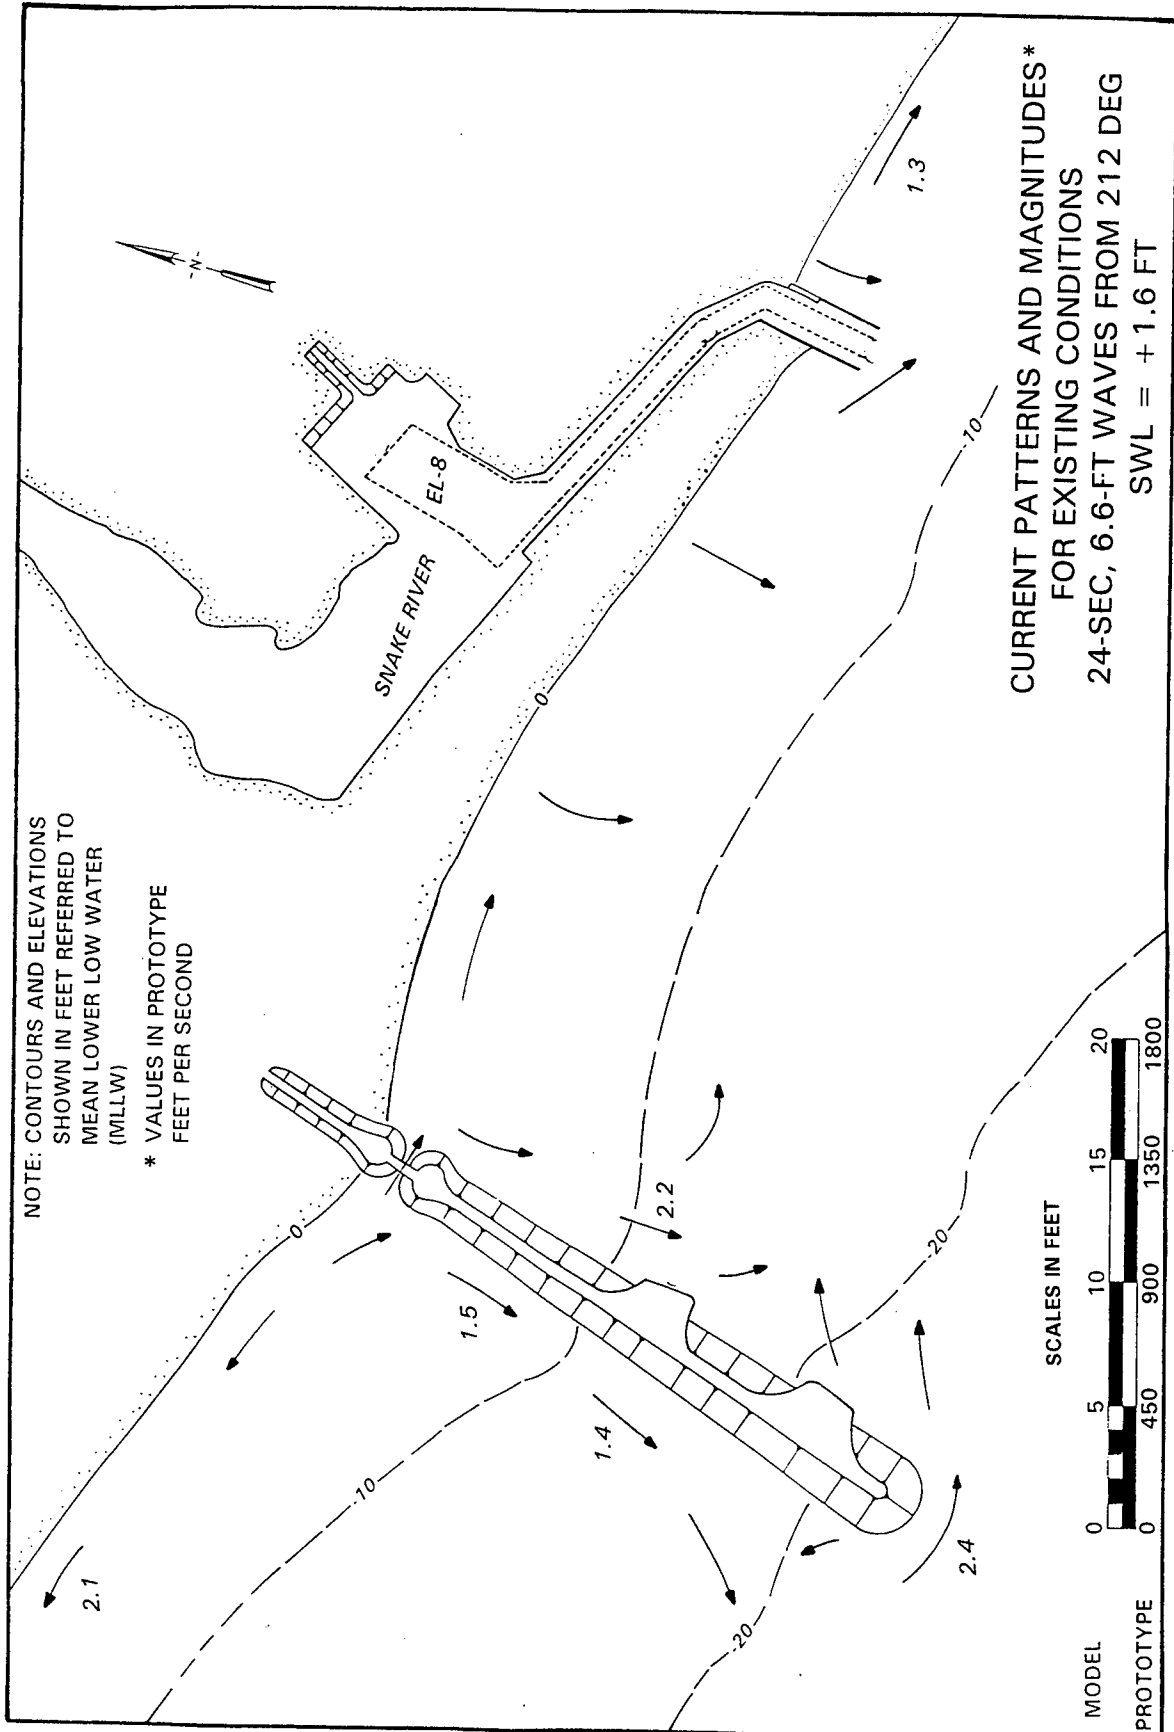 NOTE: CONTOURS AND ELEVATIONS
SHOWN IN FEET REFERRED TO
MEAN LOWER LOW WATER
(MLLW)
* VALUES IN PROTOTYPE
FEET PER SECOND
-N-
SNAKE RIVER
EL-8
0
0
-10
-10
-20
-20
2.1
1.5
1.4
2.2
2.4
1.3
SCALES IN FEET
MODEL 0 5 10 15 20
PROTOTYPE 0 450 900 1350 1800
CURRENT PATTERNS AND MAGNITUDES*
FOR EXISTING CONDITIONS
24-SEC, 6.6-FT WAVES FROM 212 DEG
SWL = +1.6 FT